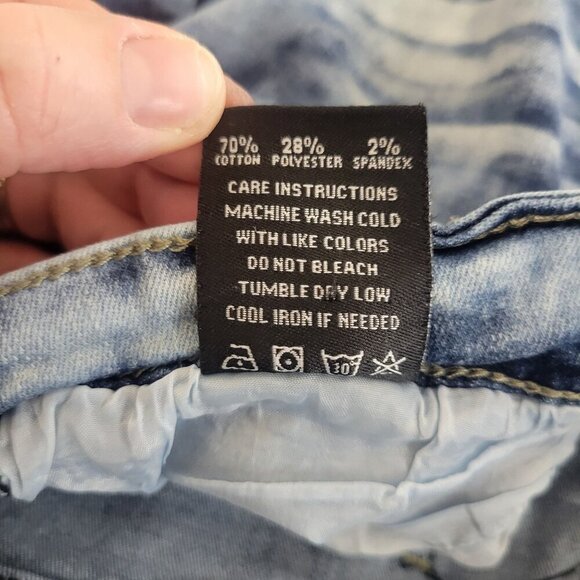 70% 28% 2%
COTTON POLYESTER SPANDEX
CARE INSTRUCTIONS
MACHINE WASH COLD
WITH LIKE COLORS
DO NOT BLEACH
TUMBLE DRY LOW
COOL IRON IF NEEDED
30°